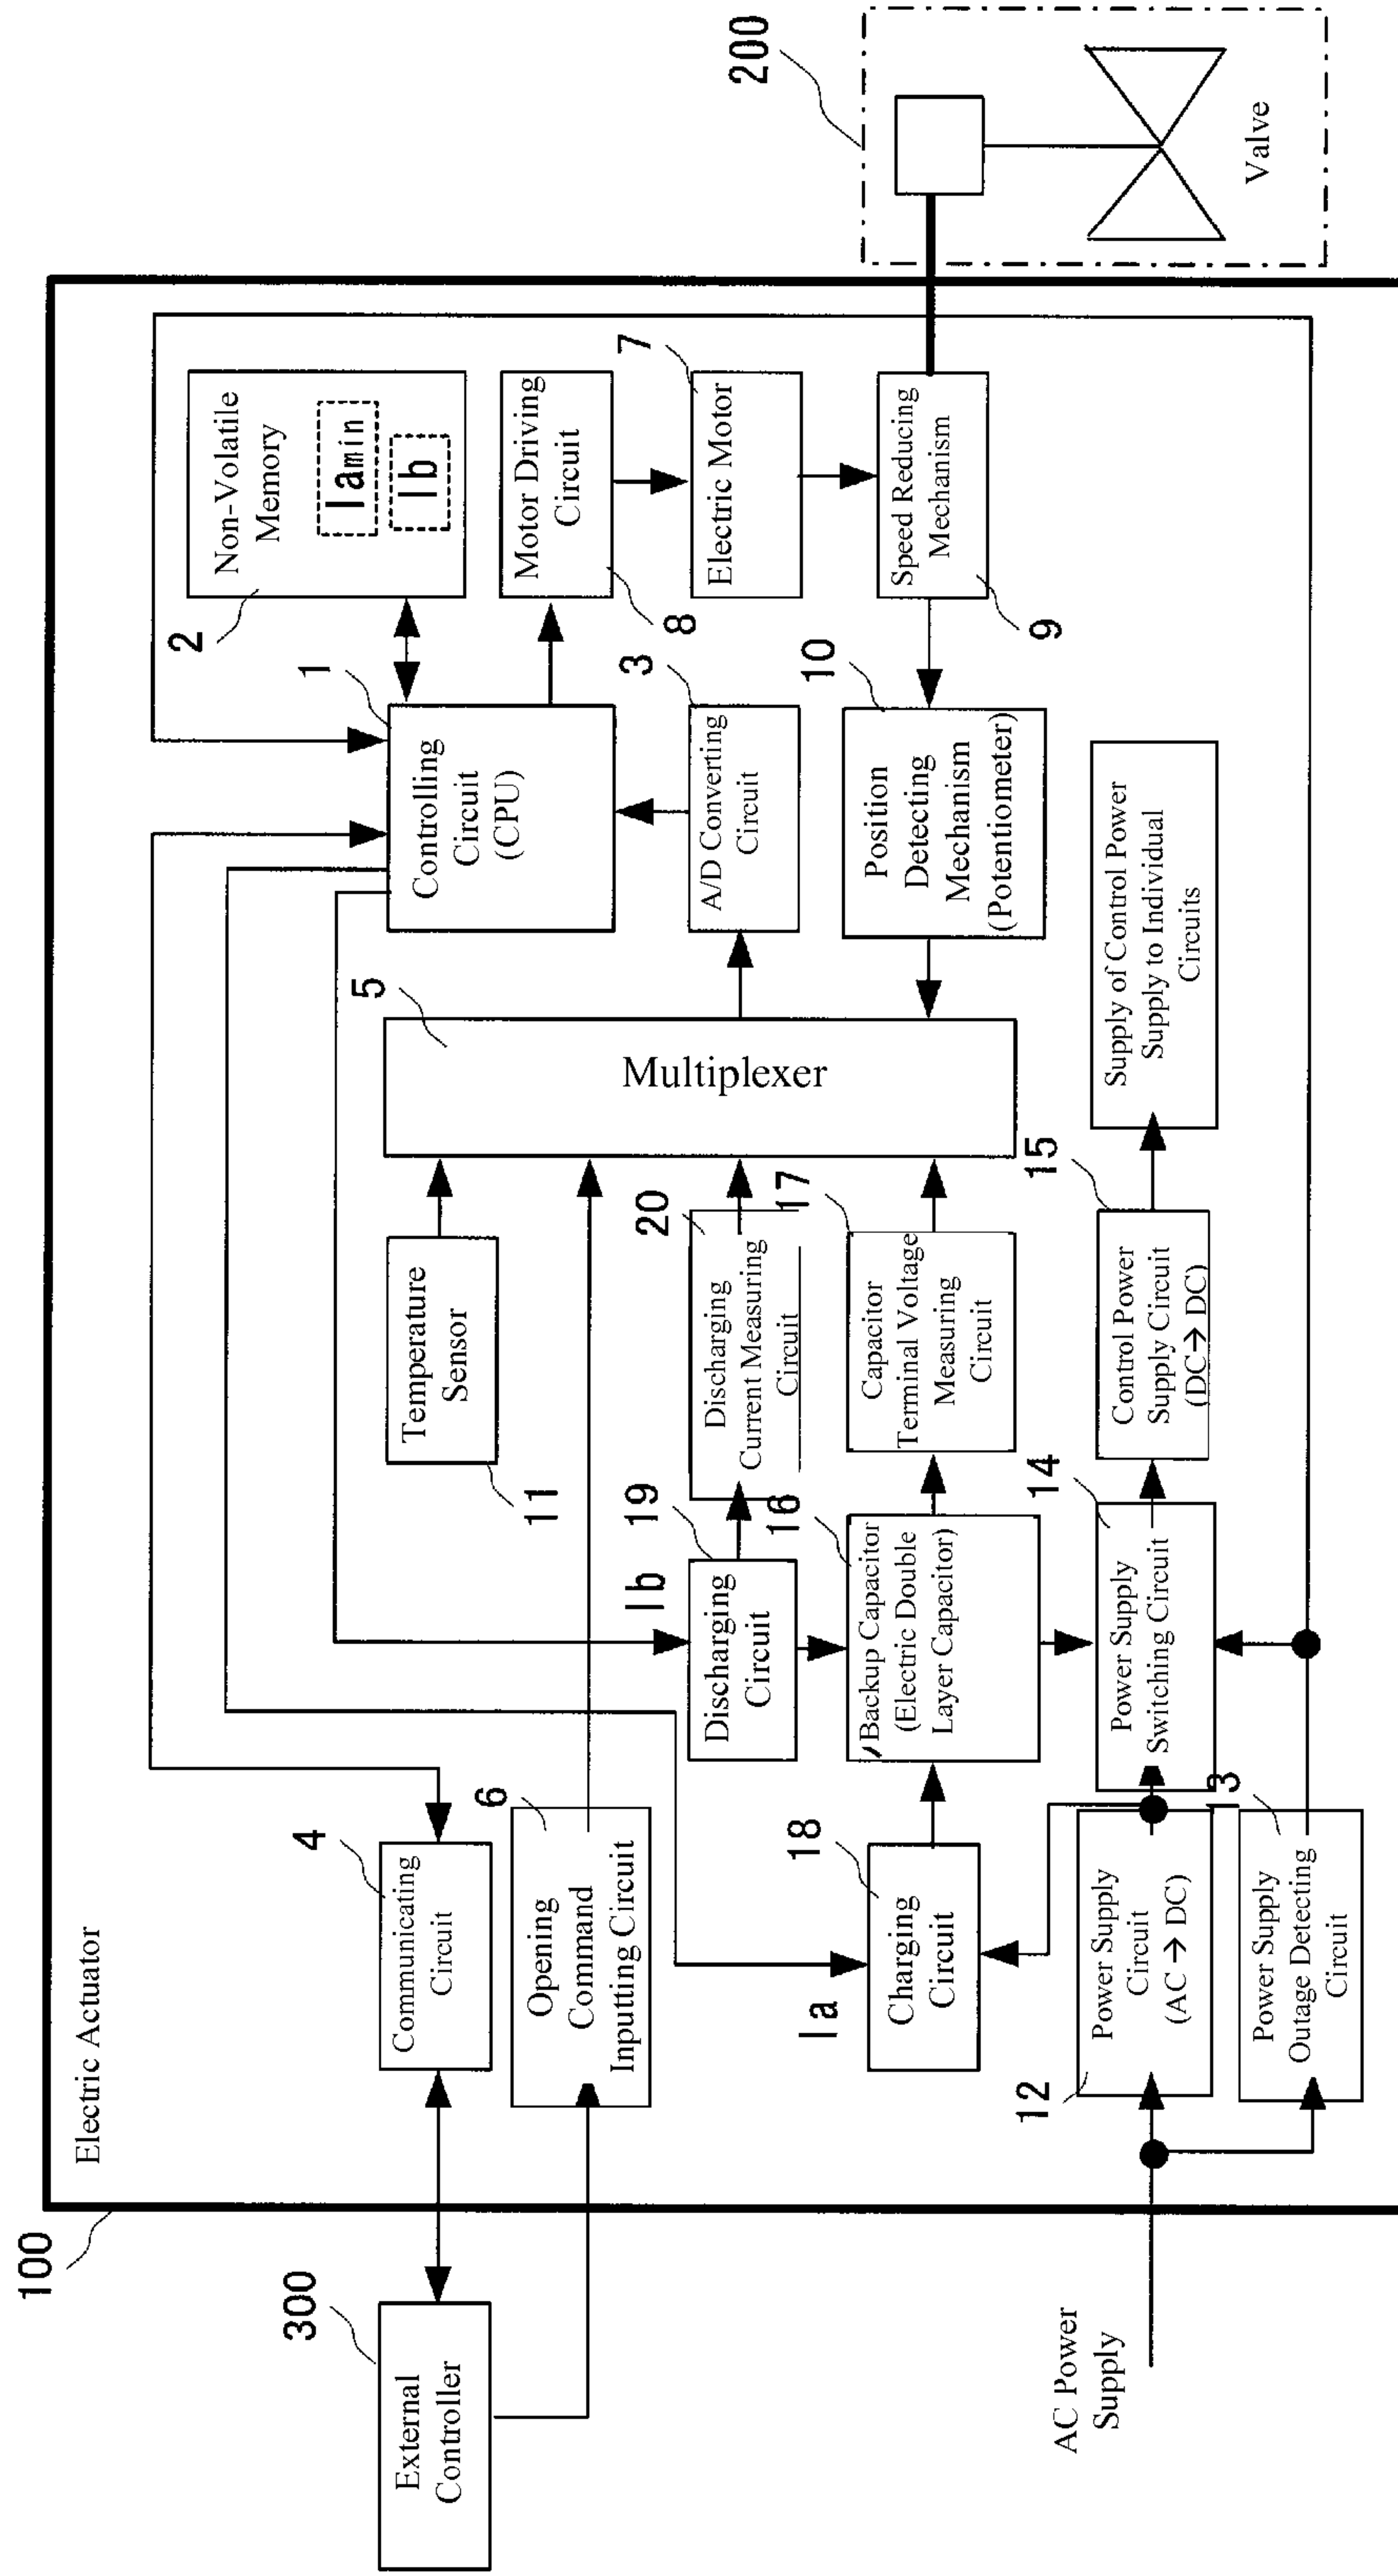 100
Electric Actuator
300
External
Controller
4
Communicating
Circuit
6
Opening
Command
Inputting Circuit
11
Temperature
Sensor
5
Multiplexer
1
Controlling
Circuit
(CPU)
2
Non-Volatile
Memory
Iamin
Ib
Motor Driving
Circuit
8
3
A/D Converting
Circuit
7
Electric Motor
Speed Reducing
Mechanism
9
10
Position
Detecting
Mechanism
(Potentiometer)
200
Valve
Ib
19
Discharging
Circuit
20
Discharging
Current Measuring
Circuit
Ia
18
Charging
Circuit
16
Backup Capacitor
(Electric Double
Layer Capacitor)
17
Capacitor
Terminal Voltage
Measuring
Circuit
AC Power
Supply
12
Power Supply
Circuit
(AC → DC)
13
Power Supply
Outage Detecting
Circuit
14
Power Supply
Switching Circuit
15
Control Power
Supply Circuit
(DC → DC)
Supply of Control Power
Supply to Individual
Circuits